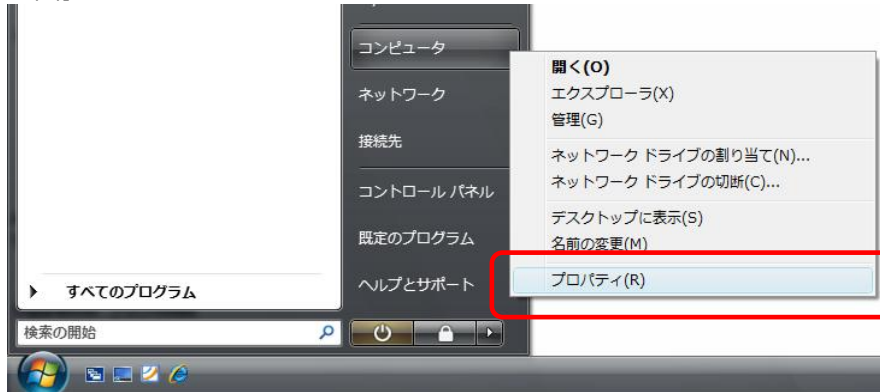 コンピュータ
ネットワーク
接続先
コントロール パネル
既定のプログラム
ヘルプとサポート
すべてのプログラム
検索の開始
開く(O)
エクスプローラ(X)
管理(G)
ネットワーク ドライブの割り当て(N)...
ネットワーク ドライブの切断(C)...
デスクトップに表示(S)
名前の変更(M)
プロパティ(R)